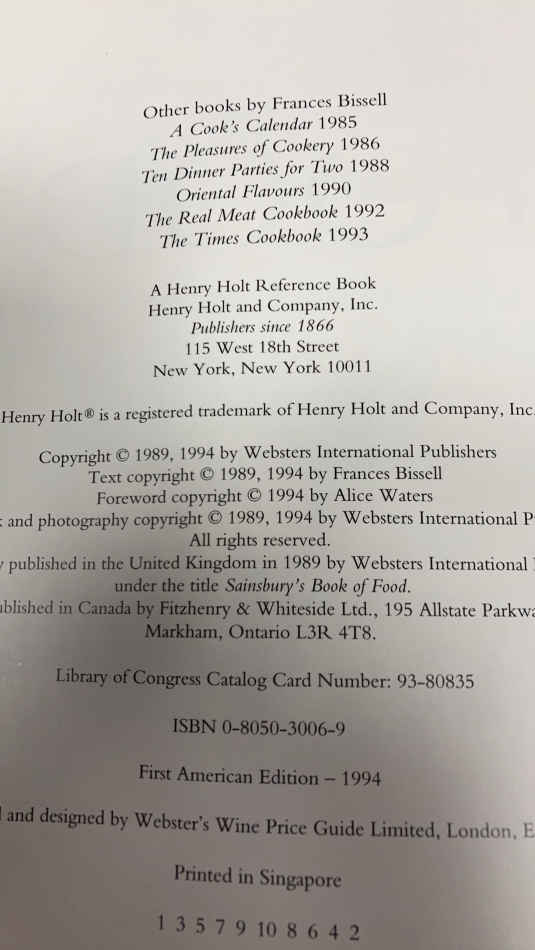 Other books by Frances Bissell
A Cook's Calendar 1985
The Pleasures of Cookery 1986
Ten Dinner Parties for Two 1988
Oriental Flavours 1990
The Real Meat Cookbook 1992
The Times Cookbook 1993
A Henry Holt Reference Book
Henry Holt and Company, Inc.
Publishers since 1866
115 West 18th Street
New York, New York 10011
Henry Holt® is a registered trademark of Henry Holt and Company, Inc.
Copyright © 1989, 1994 by Websters International Publishers
Text copyright © 1989, 1994 by Frances Bissell
Foreword copyright © 1994 by Alice Waters
and photography copyright © 1989, 1994 by Websters International
All rights reserved.
published in the United Kingdom in 1989 by Websters International
under the title Sainsbury's Book of Food.
in Canada by Fitzhenry & Whiteside Ltd., 195 Allstate
Markham, Ontario L3R 4T8.
Library of Congress Catalog Card Number: 93-80835
ISBN 0-8050-3006-9
First American Edition – 1994
and designed by Webster's Wine Price Guide Limited, London,
Printed in Singapore
1 3 5 7 9 10 8 6 4 2